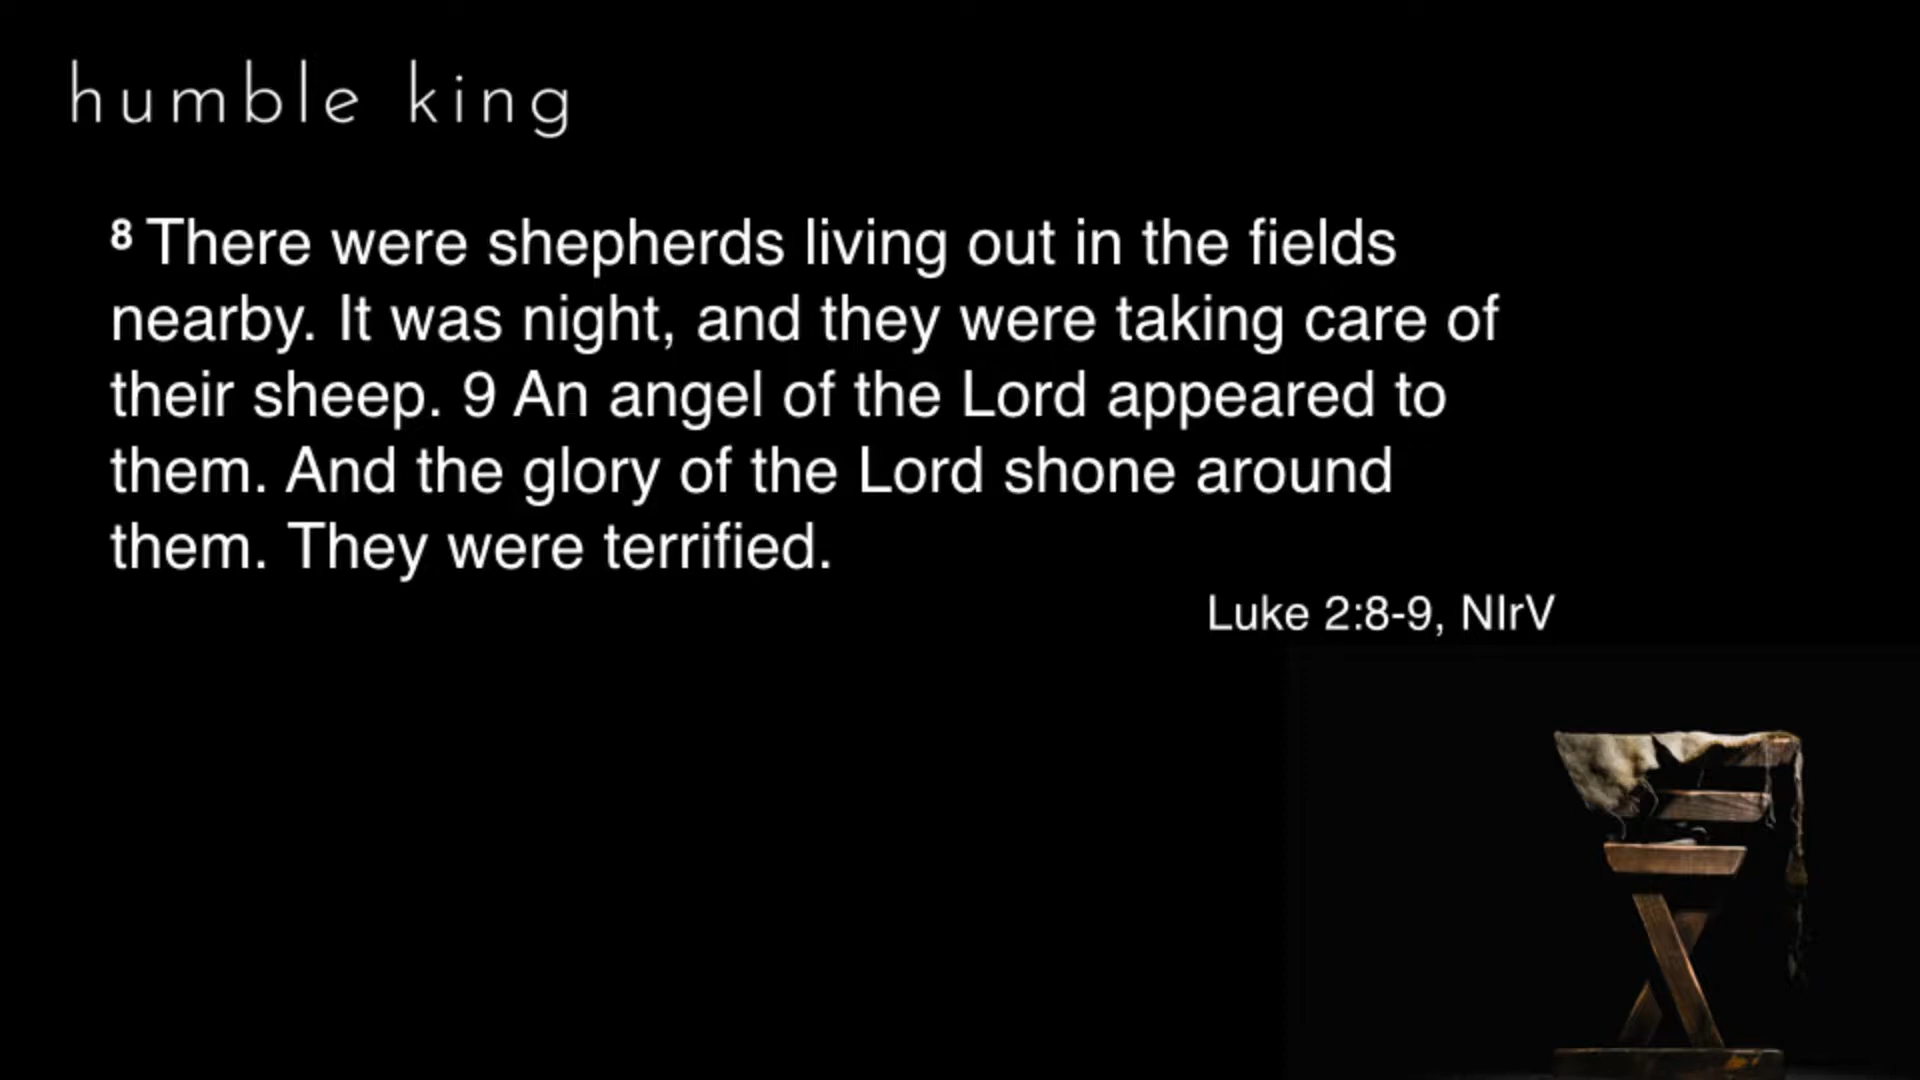 humble king
8 There were shepherds living out in the fields
nearby. It was night, and they were taking care of
their sheep. 9 An angel of the Lord appeared to
them. And the glory of the Lord shone around
them. They were terrified.
Luke 2:8-9, NIrV